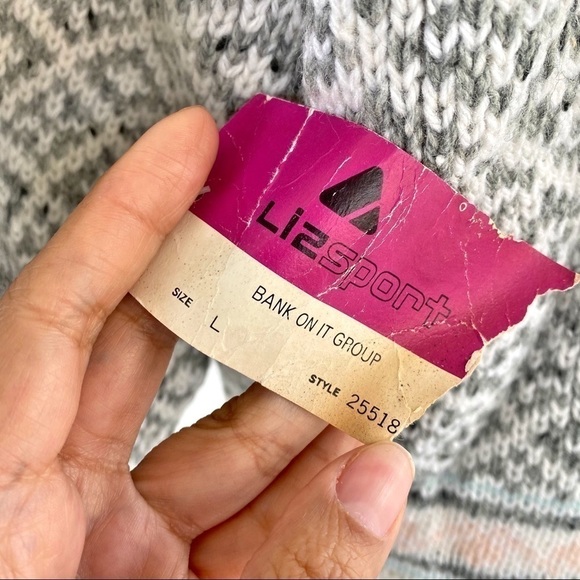 Lizsport
BANK ON IT GROUP
SIZE L
STYLE 25518